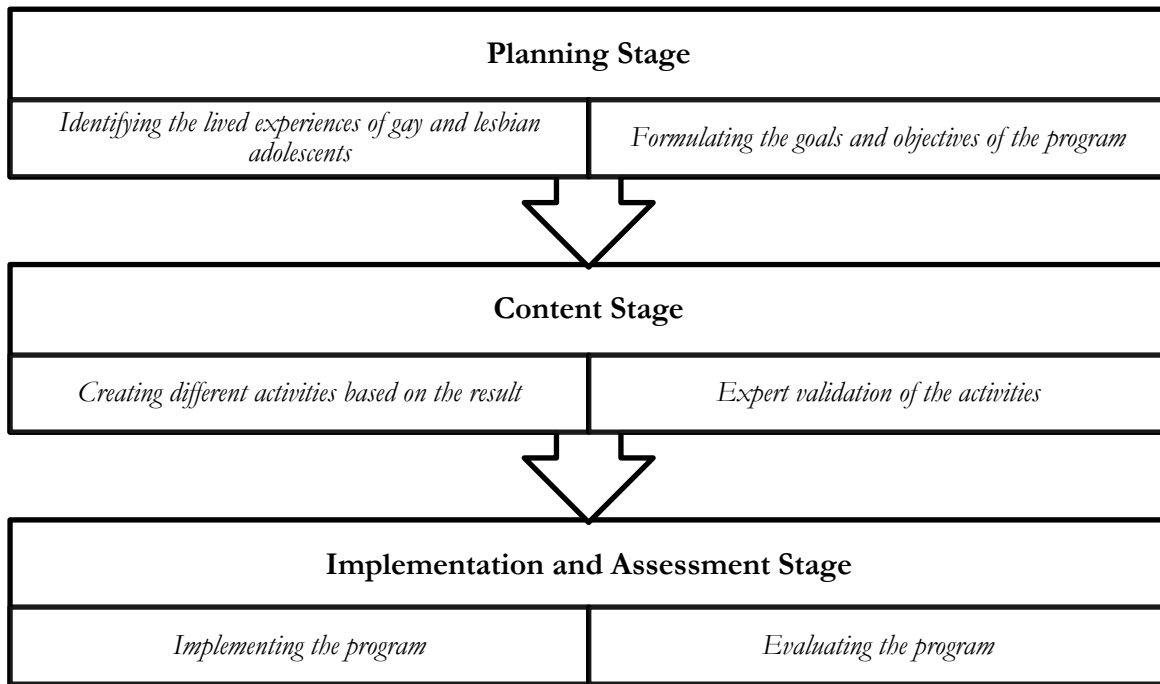 Planning Stage
Identifying the lived experiences of gay and lesbian
adolescents
Formulating the goals and objectives of the program
Content Stage
Creating different activities based on the result
Expert validation of the activities
Implementation and Assessment Stage
Implementing the program
Evaluating the program